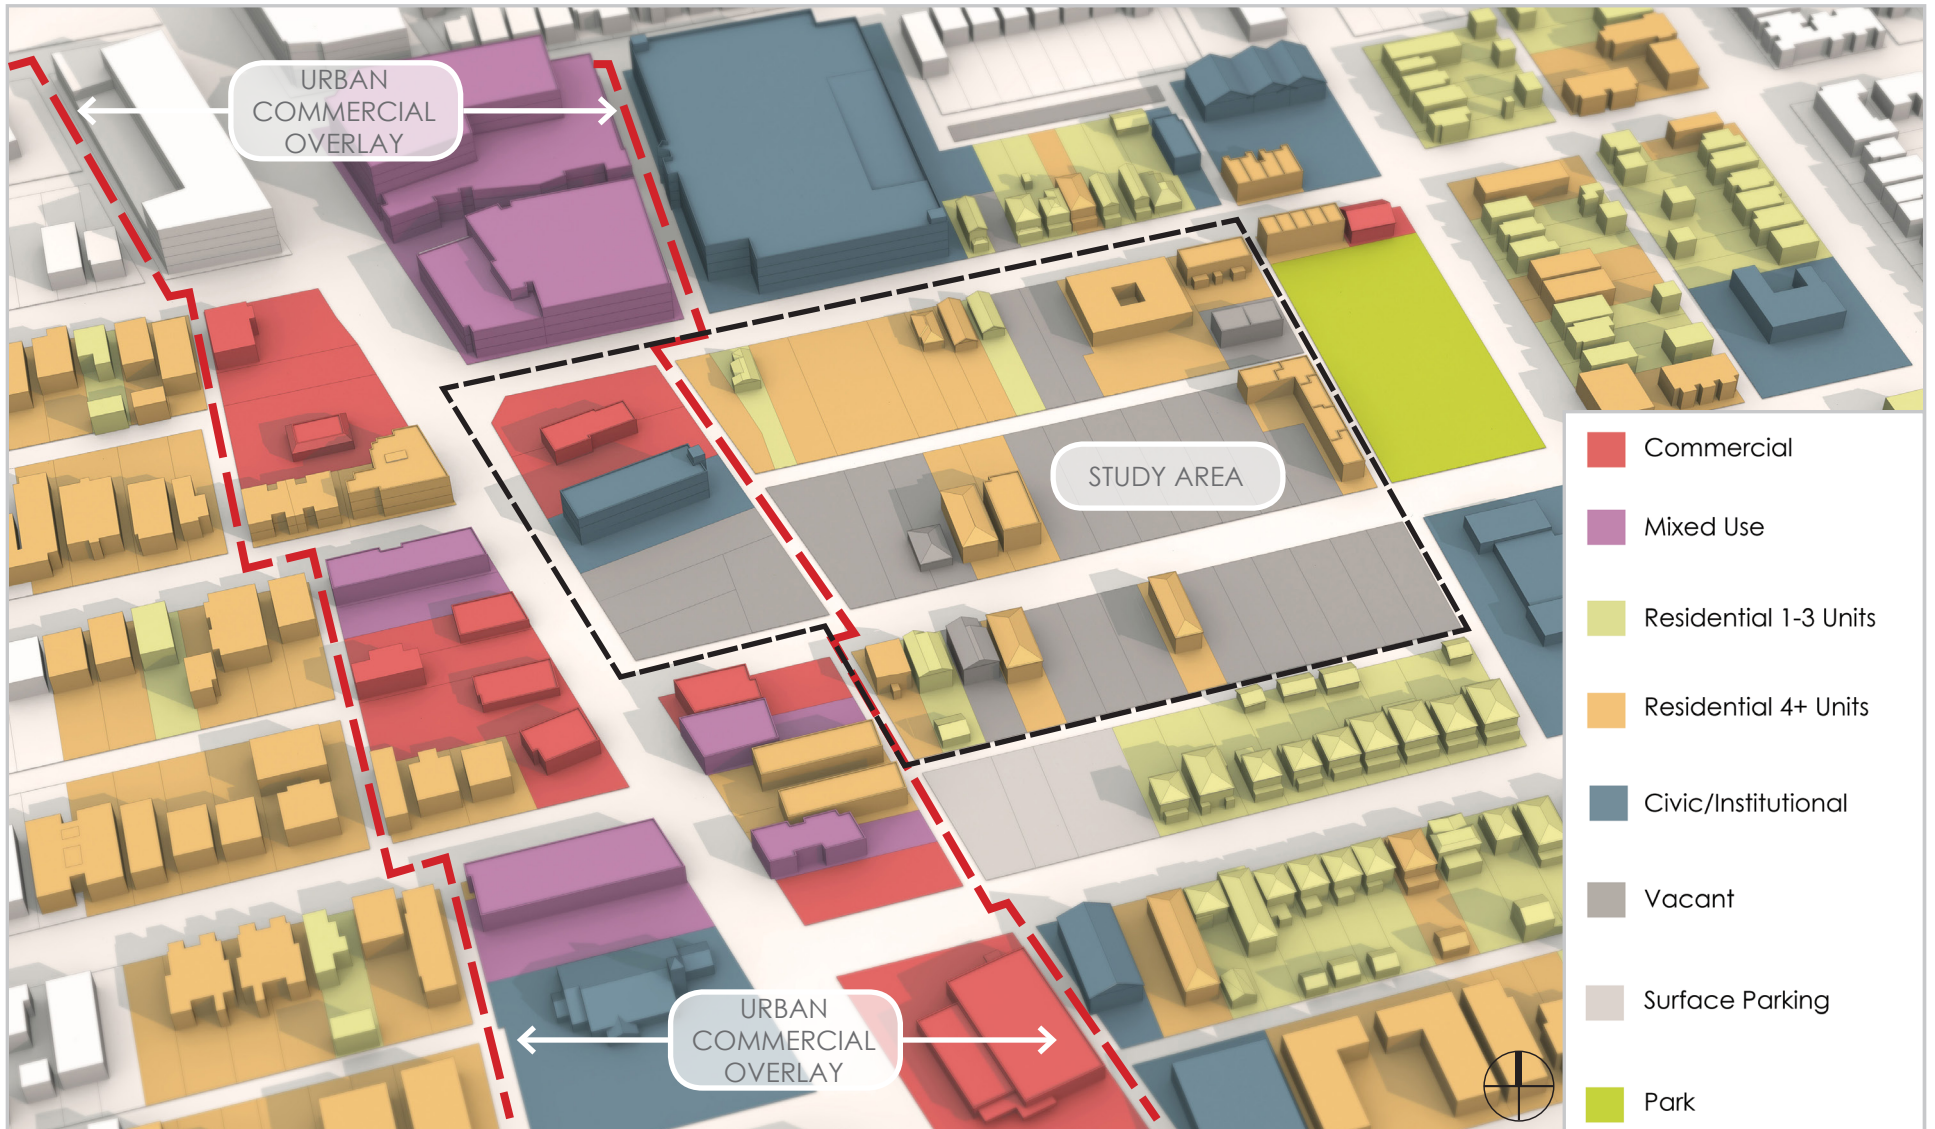 URBAN
COMMERCIAL
OVERLAY
STUDY AREA
Commercial
Mixed Use
Residential 1-3 Units
Residential 4+ Units
Civic/Institutional
Vacant
Surface Parking
Park
URBAN
COMMERCIAL
OVERLAY